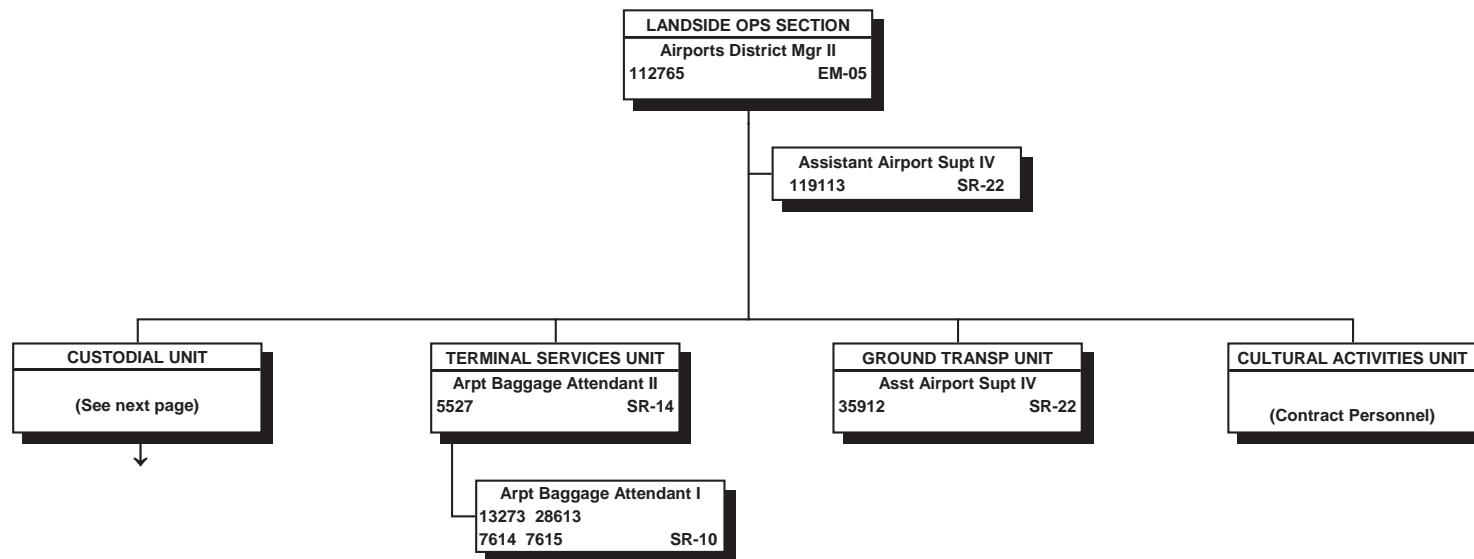 LANDSIDE OPS SECTION
Airports District Mgr II
112765 EM-05
Assistant Airport Supt IV
119113 SR-22
CUSTODIAL UNIT
(See next page)
TERMINAL SERVICES UNIT
Arpt Baggage Attendant II
5527 SR-14
Arpt Baggage Attendant I
13273 28613
7614 7615 SR-10
GROUND TRANSP UNIT
Asst Airport Supt IV
35912 SR-22
CULTURAL ACTIVITIES UNIT
(Contract Personnel)